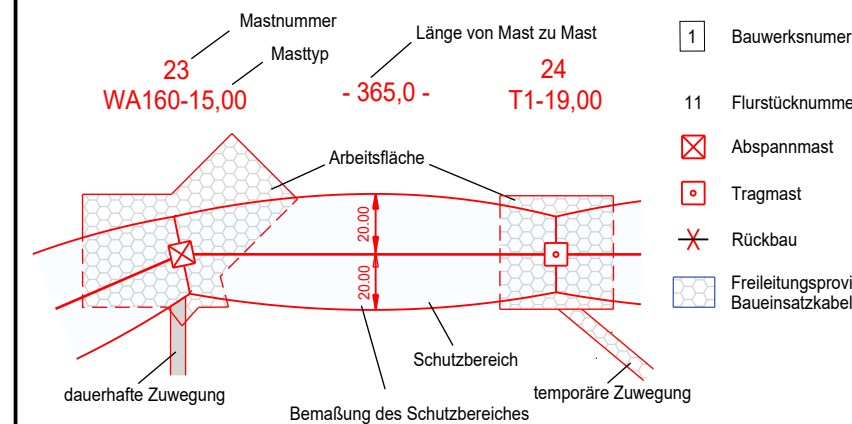 Mastnummer
Masttyp
Länge von Mast zu Mast
23
WA160-15,00
- 365,0 -
24
T1-19,00
Arbeitsfläche
20.00
20.00
Schutzbereich
dauerhafte Zuwegung
temporäre Zuwegung
Bemaßung des Schutzbereiches
1 Bauwerksnumer
11 Flurstücknumme
Abspannmast
Tragmast
Rückbau
Freileitungsprovi
Baueinsatzkabel